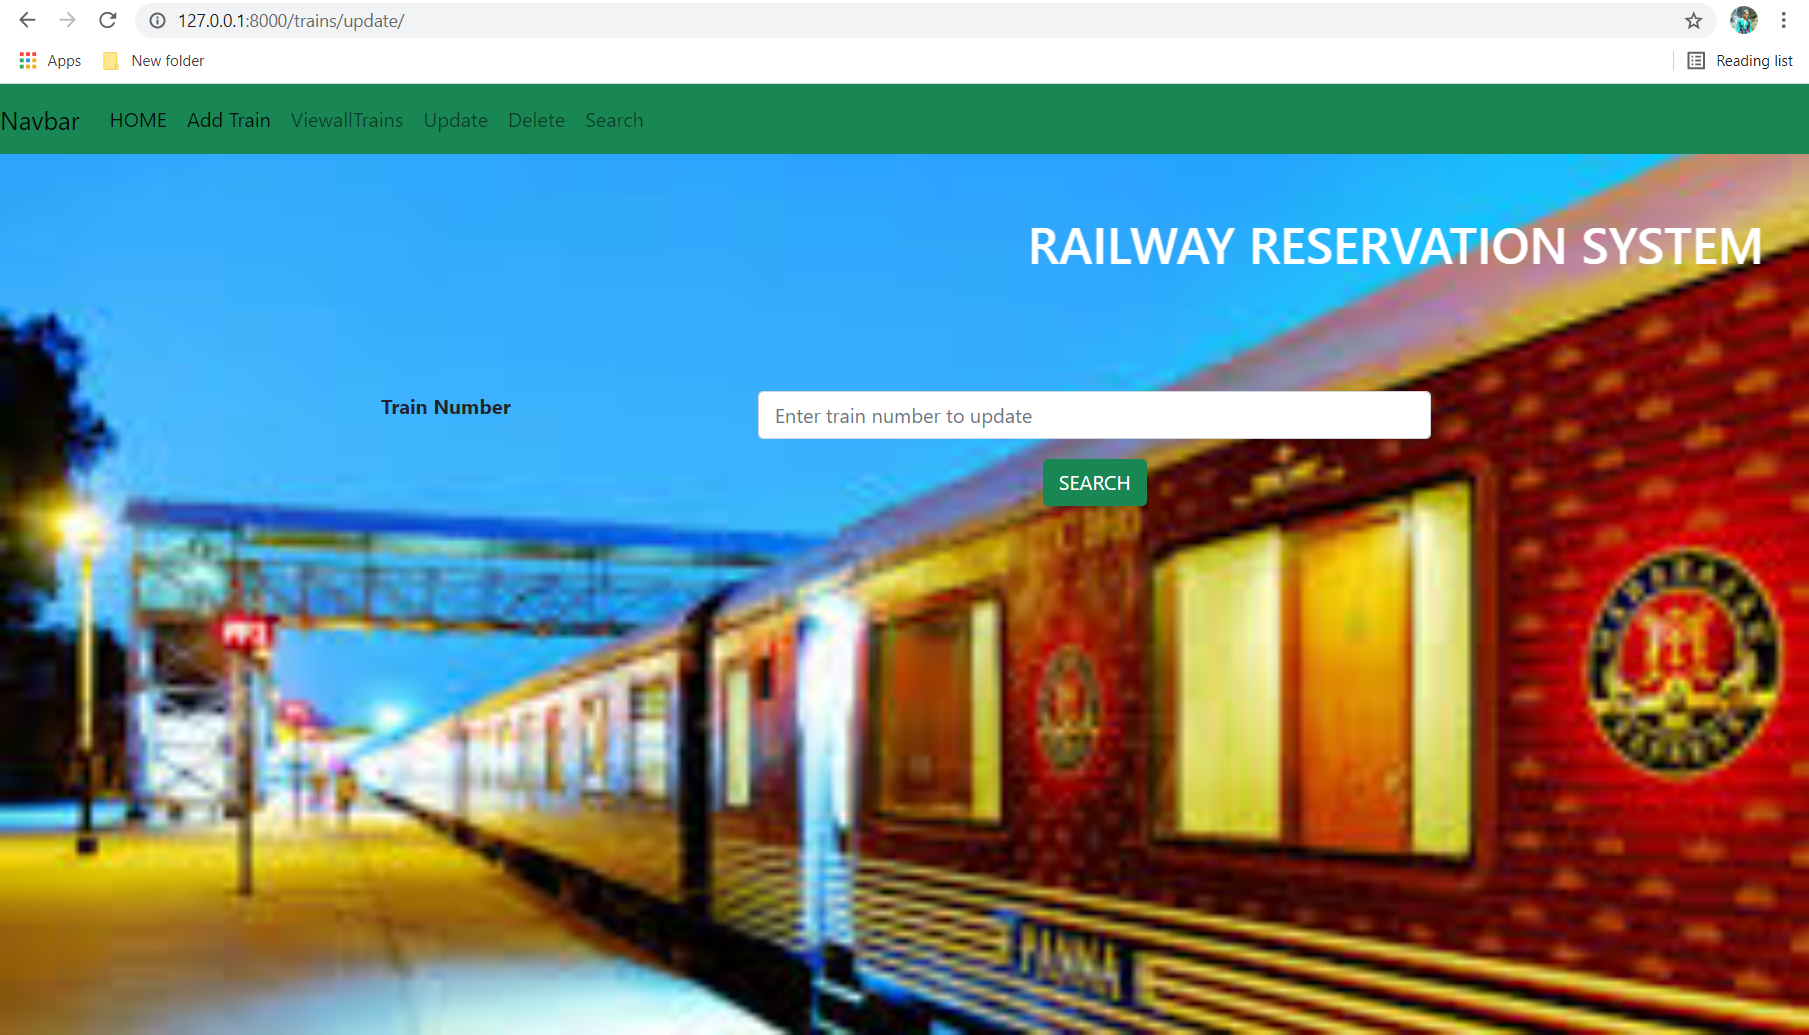 127.0.0.1:8000/trains/update/
Apps New folder Reading list
Navbar HOME Add Train ViewallTrains Update Delete Search
RAILWAY RESERVATION SYSTEM
Train Number Enter train number to update
SEARCH
PANNA